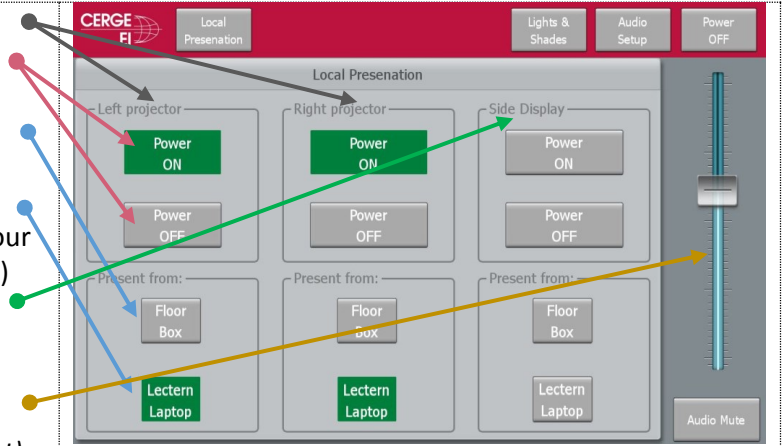 CERGE
EI
Local
Presenation
Lights &
Shades
Audio
Setup
Power
OFF
Local Presenation
Left projector
Right projector
Side Display
Power
ON
Power
ON
Power
ON
our
)
Power
OFF
Power
OFF
Power
OFF
Present from:
Present from:
Present from:
Floor
Box
Floor
Box
Floor
Box
Lectern
Laptop
Lectern
Laptop
Lectern
Laptop
Audio Mute